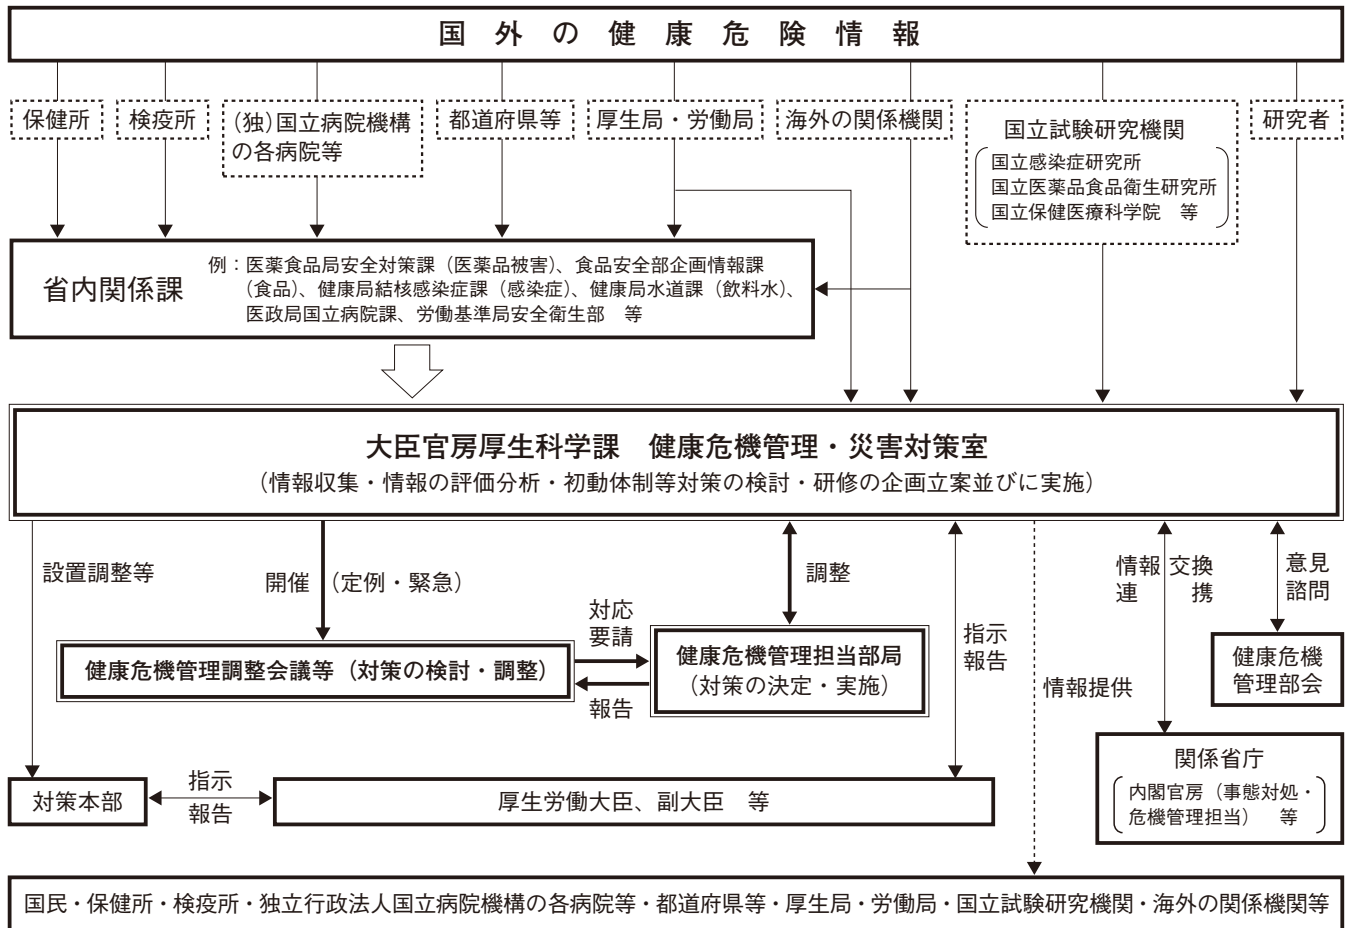 国外の健康危険情報
保健所
検疫所
(独)国立病院機構
の各病院等
都道府県等
厚生局・労働局
海外の関係機関
国立試験研究機関
国立感染症研究所
国立医薬品食品衛生研究所
国立保健医療科学院　等
研究者
省内関係課
例：医薬食品局安全対策課（医薬品被害）、食品安全部企画情報課
（食品）、健康局結核感染症課（感染症）、健康局水道課（飲料水）、
医政局国立病院課、労働基準局安全衛生部　等
大臣官房厚生科学課　健康危機管理・災害対策室
（情報収集・情報の評価分析・初動体制等対策の検討・研修の企画立案並びに実施）
設置調整等
開催（定例・緊急）
調整
指示
報告
情報提供
情報交換
連携
意見
諮問
対応
要請
報告
健康危機管理調整会議等（対策の検討・調整）
健康危機管理担当部局
（対策の決定・実施）
健康危機
管理部会
関係省庁
内閣官房（事態対処・
危機管理担当）　等
対策本部
指示
報告
厚生労働大臣、副大臣　等
国民・保健所・検疫所・独立行政法人国立病院機構の各病院等・都道府県等・厚生局・労働局・国立試験研究機関・海外の関係機関等